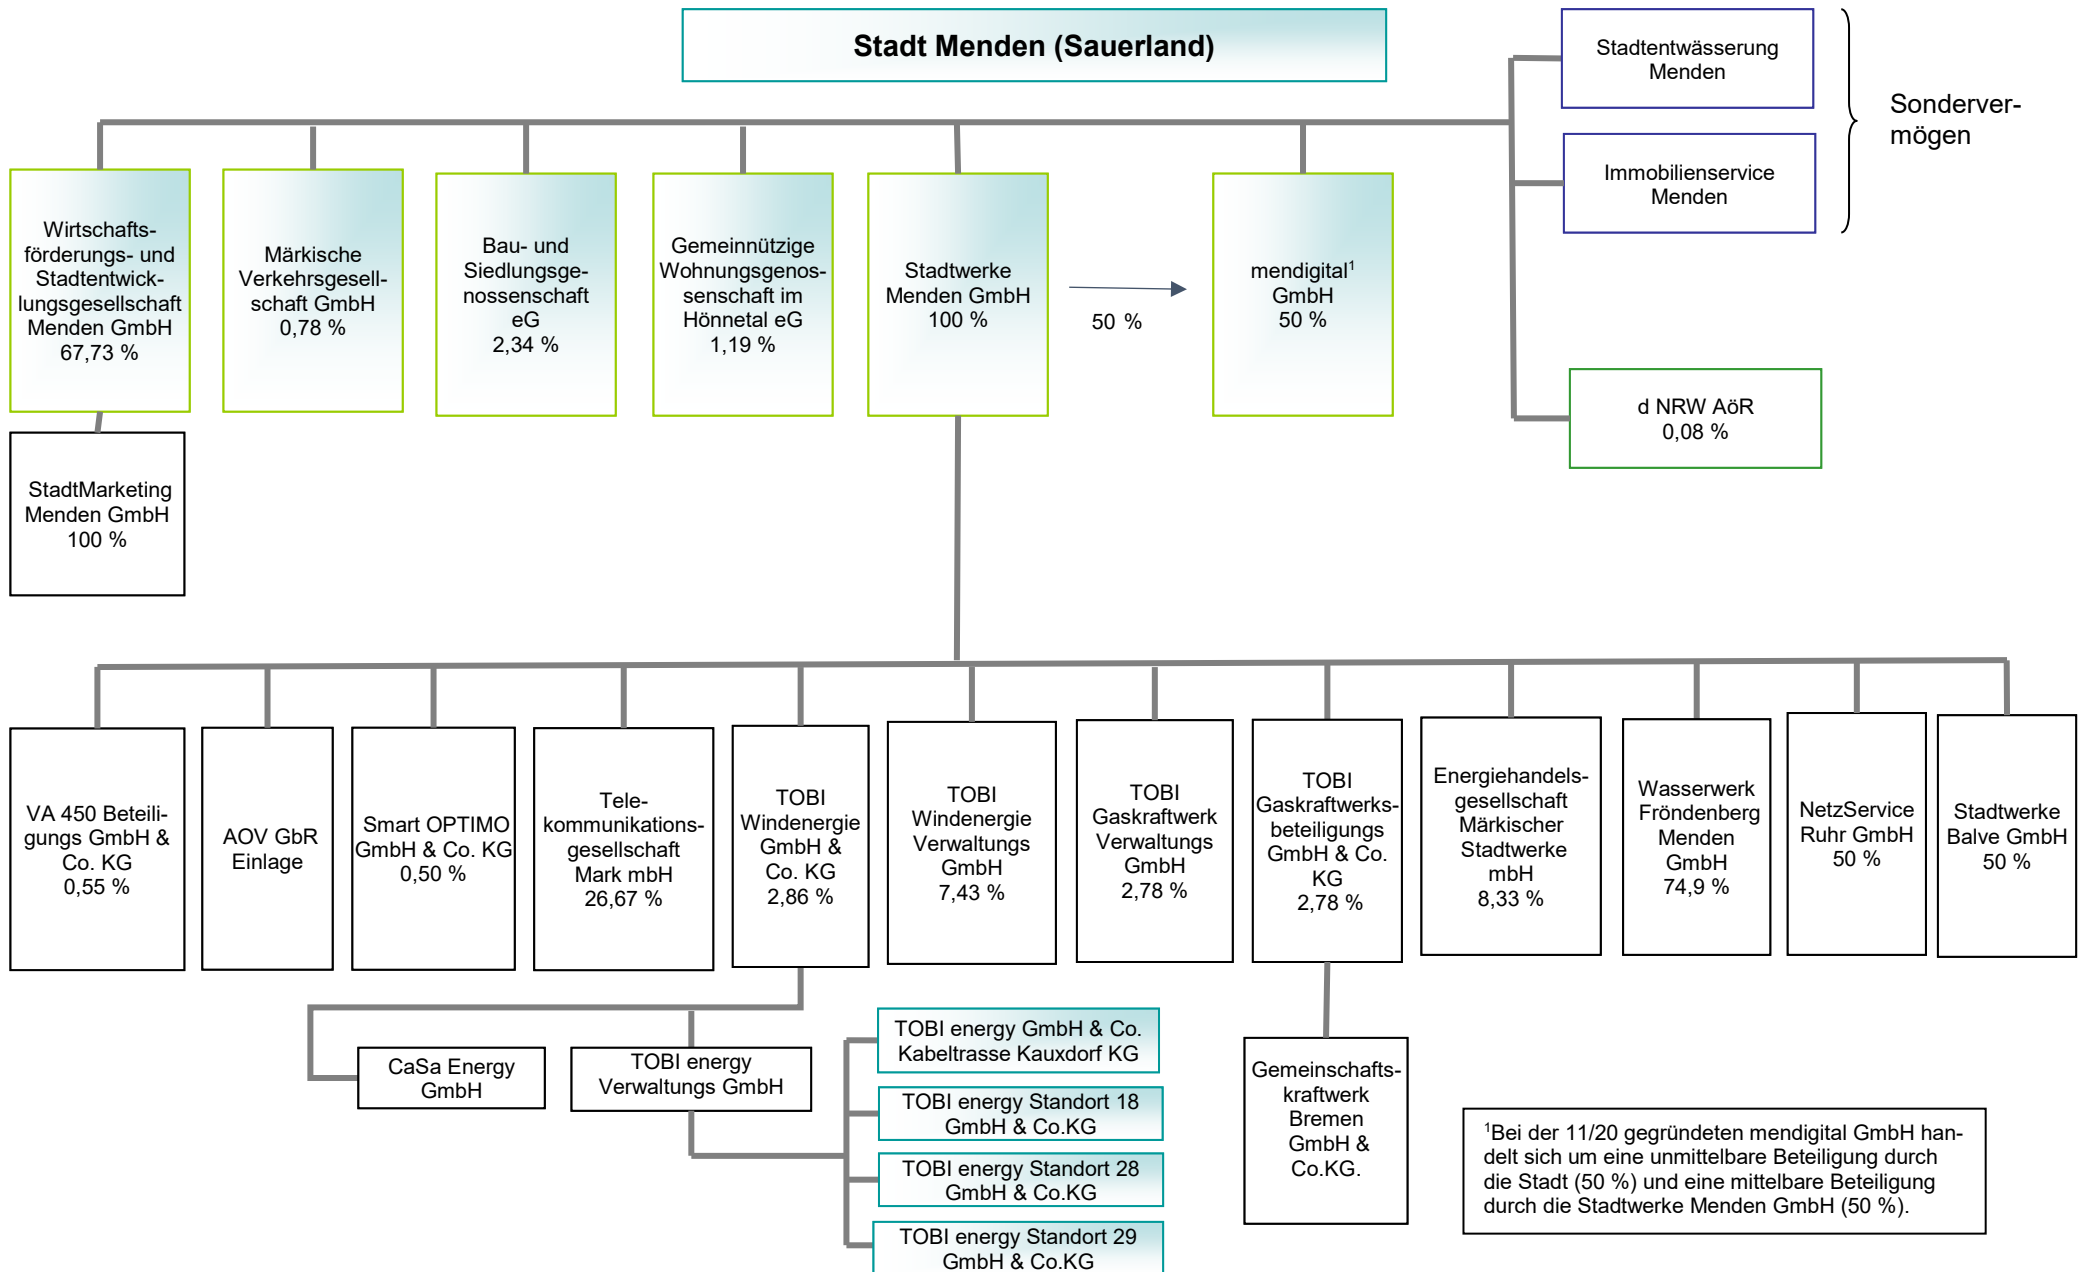 Stadt Menden (Sauerland)
Stadtentwässerung
Menden
Sonderver-
mögen
Immobilienservice
Menden
Wirtschafts-
förderungs- und
Stadtentwick-
lungsgesellschaft
Menden GmbH
67,73 %
Märkische
Verkehrsgesell-
schaft GmbH
0,78 %
Bau- und
Siedlungsge-
nossenschaft
eG
2,34 %
Gemeinnützige
Wohnungsgenos-
senschaft im
Hönnetal eG
1,19 %
Stadtwerke
Menden GmbH
100 %
50 %
mendigital¹
GmbH
50 %
d NRW AöR
0,08 %
StadtMarketing
Menden GmbH
100 %
VA 450 Beteili-
gungs GmbH &
Co. KG
0,55 %
AOV GbR
Einlage
Smart OPTIMO
GmbH & Co. KG
0,50 %
Tele-
kommunikations-
gesellschaft
Mark mbH
26,67 %
TOBI
Windenergie
GmbH &
Co. KG
2,86 %
TOBI
Windenergie
Verwaltungs
GmbH
7,43 %
TOBI
Gaskraftwerk
Verwaltungs
GmbH
2,78 %
TOBI
Gaskraftwerks-
beteiligungs
GmbH & Co.
KG
2,78 %
Energiehandels-
gesellschaft
Märkischer
Stadtwerke
mbH
8,33 %
Wasserwerk
Fröndenberg
Menden
GmbH
74,9 %
NetzService
Ruhr GmbH
50 %
Stadtwerke
Balve GmbH
50 %
CaSa Energy
GmbH
TOBI energy
Verwaltungs GmbH
TOBI energy GmbH & Co.
Kabeltrasse Kauxdorf KG
TOBI energy Standort 18
GmbH & Co.KG
TOBI energy Standort 28
GmbH & Co.KG
TOBI energy Standort 29
GmbH & Co.KG
Gemeinschafts-
kraftwerk
Bremen
GmbH &
Co.KG.
¹Bei der 11/20 gegründeten mendigital GmbH han-
delt sich um eine unmittelbare Beteiligung durch
die Stadt (50 %) und eine mittelbare Beteiligung
durch die Stadtwerke Menden GmbH (50 %).